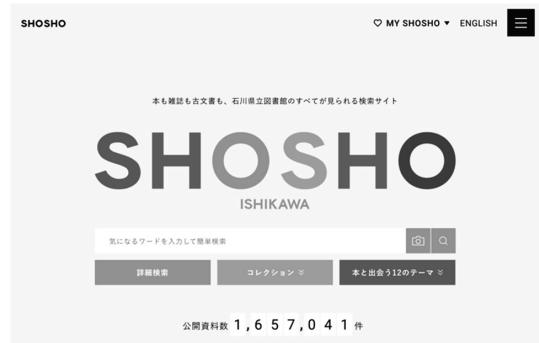 SHOSHO
MY SHOSHO ▼ ENGLISH
本も雑誌も古文書も、石川県立図書館のすべてが見られる検索サイト
SHOSHO
ISHIKAWA
気になるワードを入力して簡単検索
詳細検索 コレクション 本と出会う12のテーマ
公開資料数 1,657,041 件